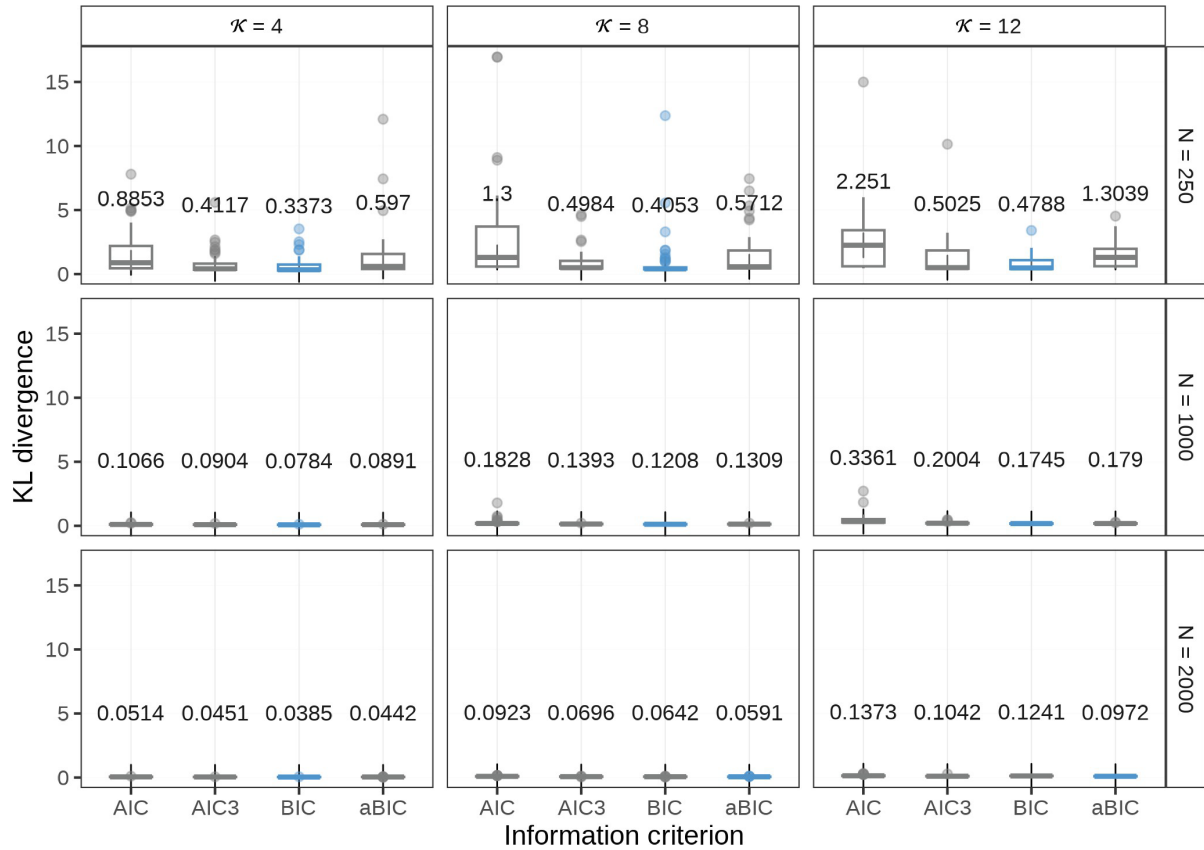 𝒦 = 4
𝒦 = 8
𝒦 = 12
KL divergence
15
10
5
0
0.8853 0.4117 0.3373 0.597
1.3 0.4984 0.4053 0.5712
2.251 0.5025 0.4788 1.3039
N = 250
15
10
5
0
0.1066 0.0904 0.0784 0.0891
0.1828 0.1393 0.1208 0.1309
0.3361 0.2004 0.1745 0.179
N = 1000
15
10
5
0
0.0514 0.0451 0.0385 0.0442
0.0923 0.0696 0.0642 0.0591
0.1373 0.1042 0.1241 0.0972
N = 2000
AIC AIC3 BIC aBIC
AIC AIC3 BIC aBIC
AIC AIC3 BIC aBIC
Information criterion